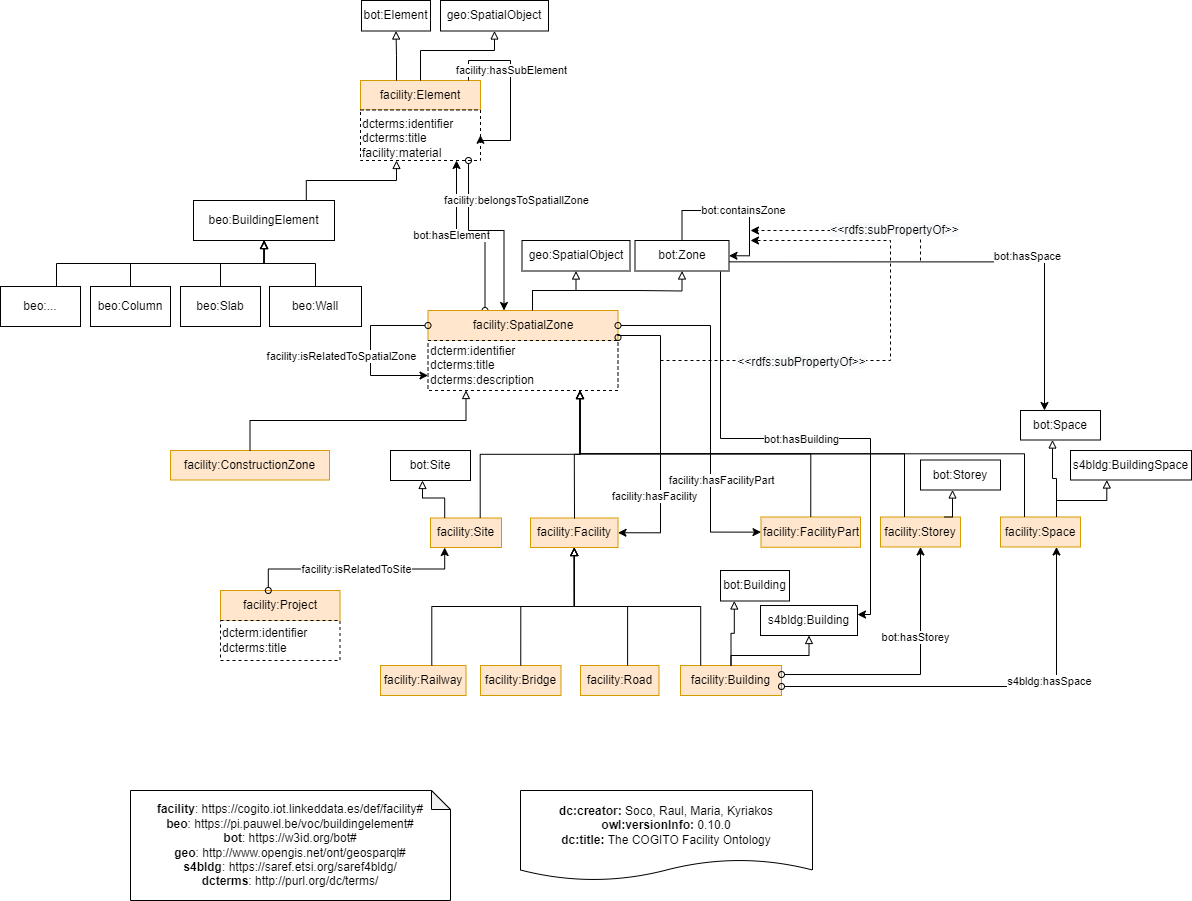 bot:Element
geo:SpatialObject
facility:hasSubElement
facility:Element
dcterms:identifier
dcterms:title
facility:material
facility:belongsToSpatialIZone
beo:BuildingElement
bot:hasElement
bot:containsZone
<<rdfs:subPropertyOf>>
geo:SpatialObject
bot:Zone
bot:hasSpace
beo:...
beo:Column
beo:Slab
beo:Wall
facility:SpatialZone
facility:isRelatedToSpatialZone
dcterm:identifier
dcterms:title
dcterms:description
<<rdfs:subPropertyOf>>
bot:Space
bot:hasBuilding
facility:ConstructionZone
bot:Site
s4bldg:BuildingSpace
bot:Storey
facility:hasFacilityPart
facility:hasFacility
facility:Site
facility:Facility
facility:FacilityPart
facility:Storey
facility:Space
facility:isRelatedToSite
bot:Building
facility:Project
s4bldg:Building
dcterm:identifier
dcterms:title
bot:hasStorey
facility:Railway
facility:Bridge
facility:Road
facility:Building
s4bldg:hasSpace
facility: https://cogito.iot.linkeddata.es/def/facility#
beo: https://pi.pauwel.be/voc/buildingelement#
bot: https://w3id.org/bot#
geo: http://www.opengis.net/ont/geosparql#
s4bldg: https://saref.etsi.org/saref4bldg/
dcterms: http://purl.org/dc/terms/
dc:creator: Soco, Raul, Maria, Kyriakos
owl:versionInfo: 0.10.0
dc:title: The COGITO Facility Ontology